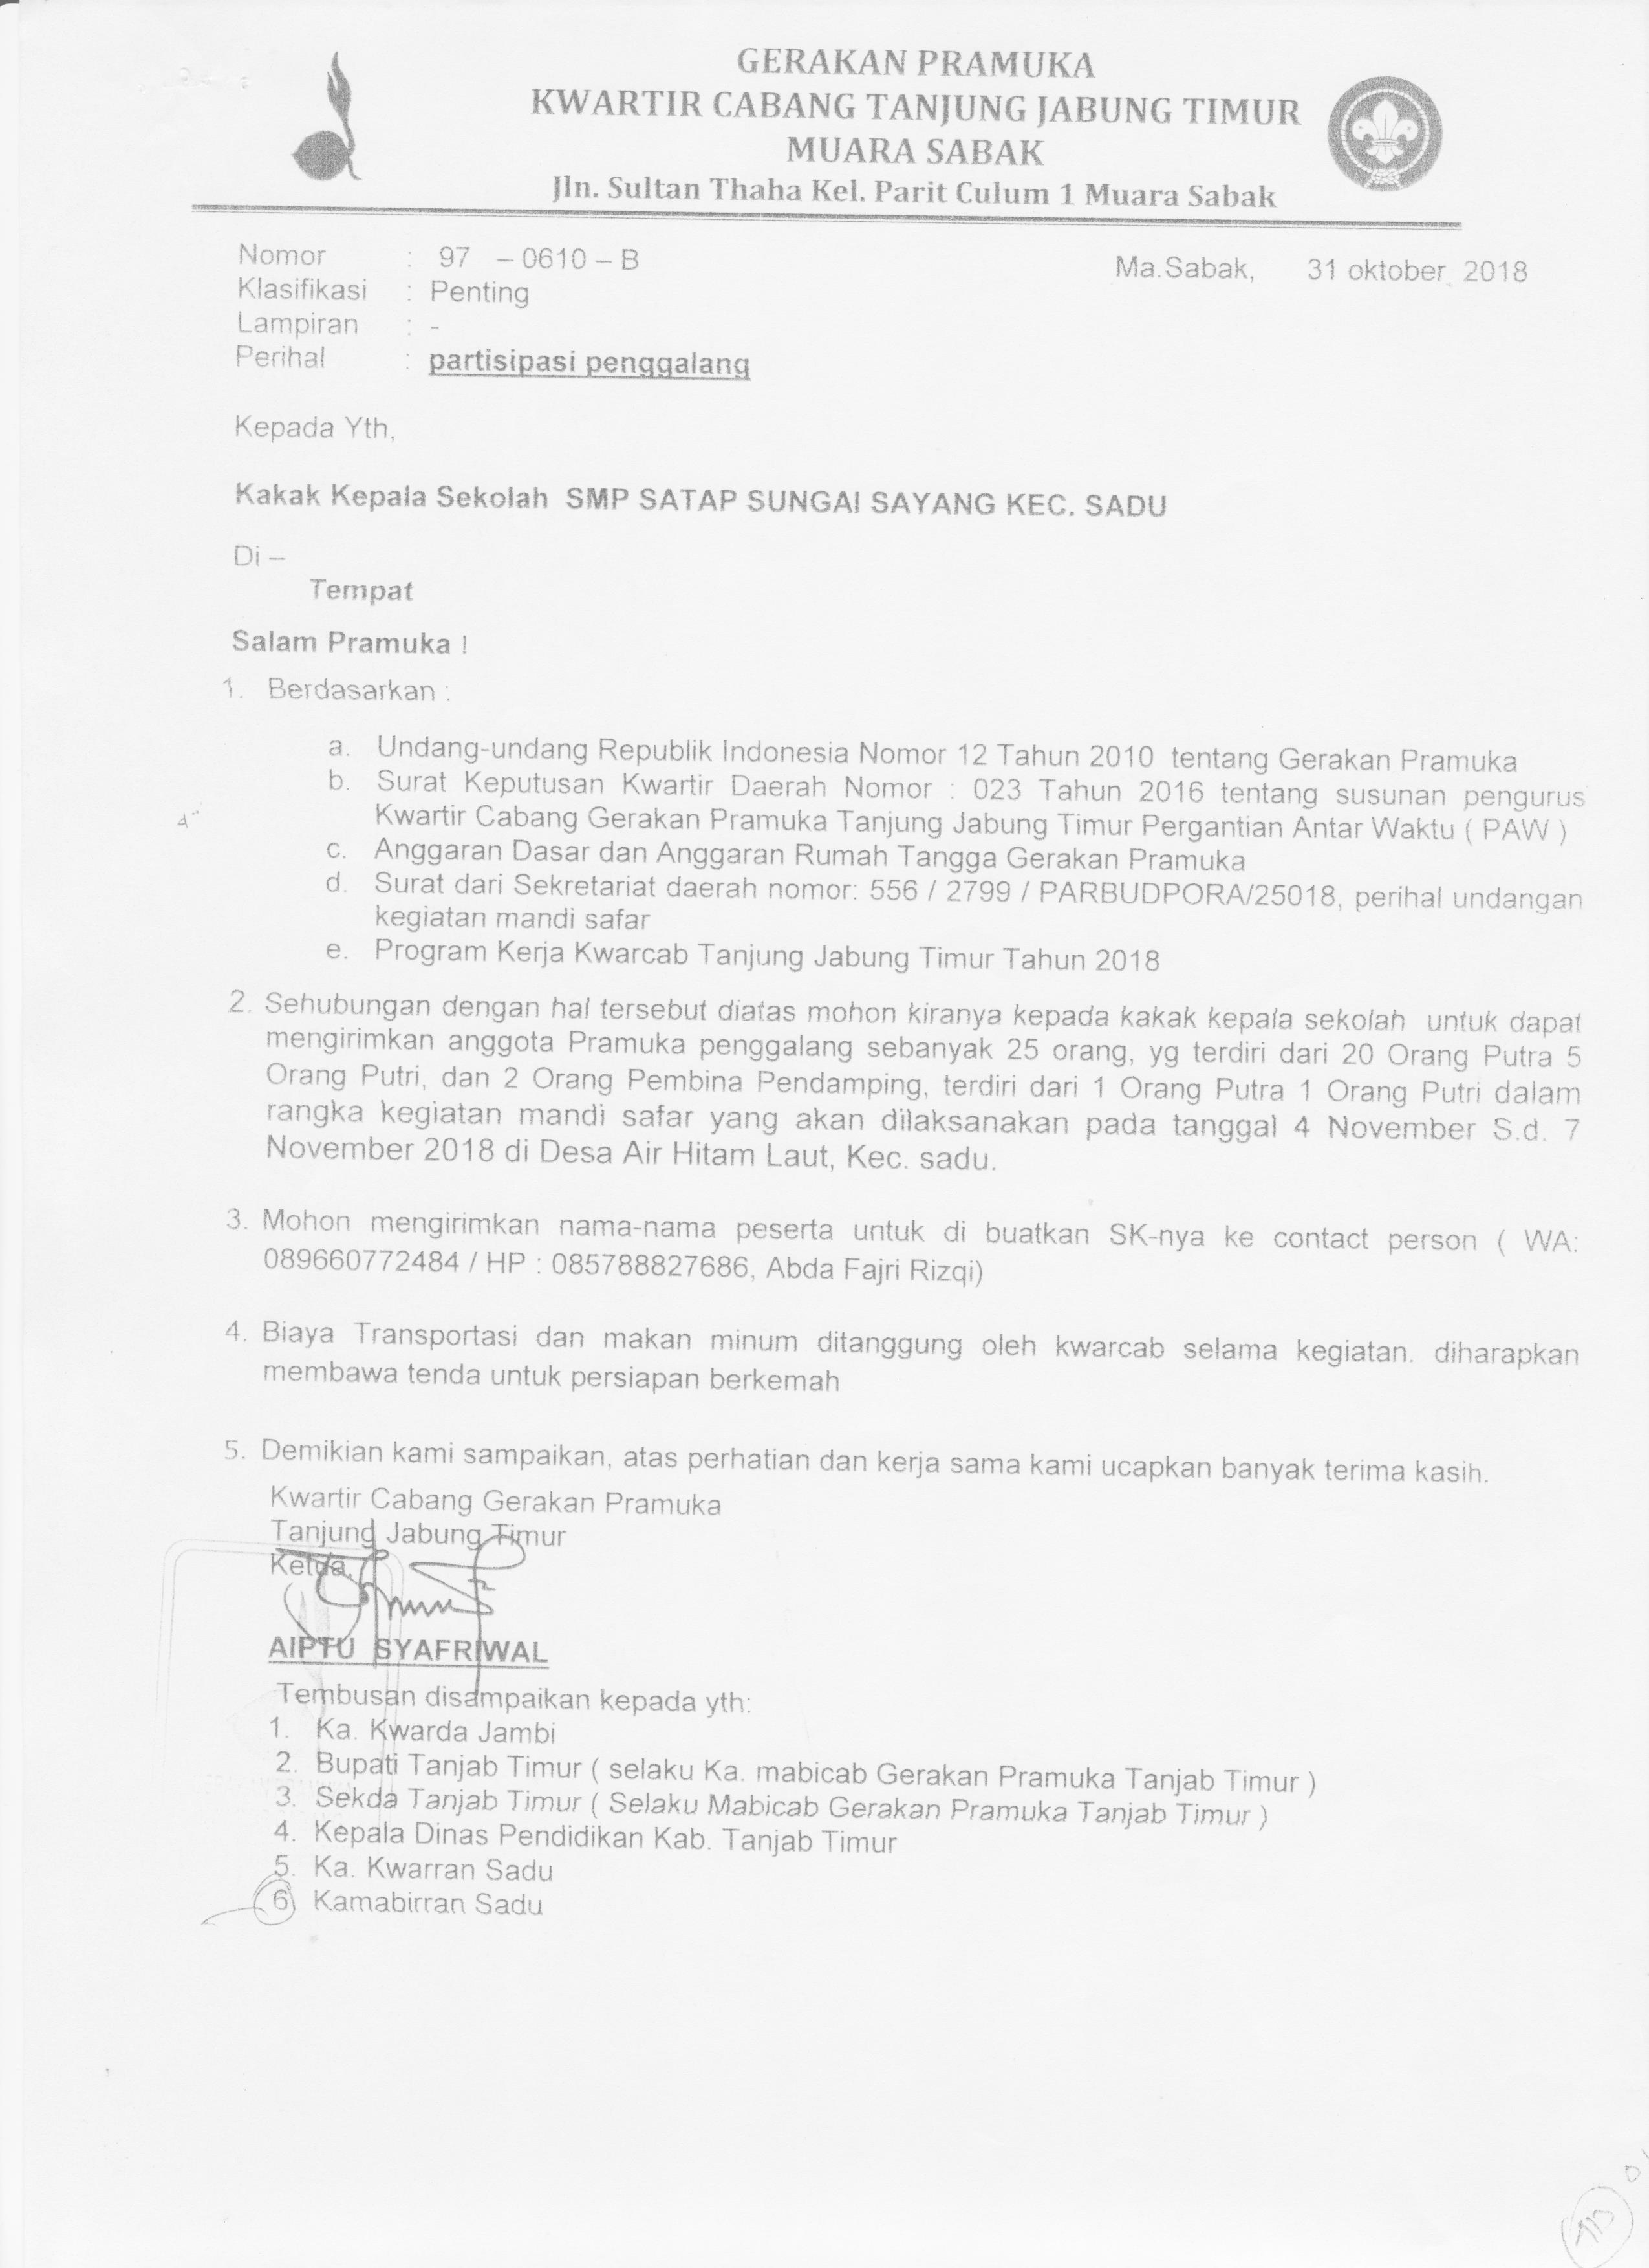 GERAKAN PRAMUKA
KWARTIR CABANG TANJUNG JABUNG TIMUR
MUARA SABAK
Jln. Sultan Thaha Kel. Parit Culum 1 Muara Sabak
Nomor : 97 – 0610 – B Ma.Sabak, 31 oktober 2018
Klasifikasi : Penting
Lampiran : -
Perihal : partisipasi penggalang
Kepada Yth,
Kakak Kepala Sekolah SMP SATAP SUNGAI SAYANG KEC. SADU
Di –
Tempat
Salam Pramuka !
1. Berdasarkan :
a. Undang-undang Republik Indonesia Nomor 12 Tahun 2010 tentang Gerakan Pramuka
b. Surat Keputusan Kwartir Daerah Nomor : 023 Tahun 2016 tentang susunan pengurus
Kwartir Cabang Gerakan Pramuka Tanjung Jabung Timur Pergantian Antar Waktu ( PAW )
c. Anggaran Dasar dan Anggaran Rumah Tangga Gerakan Pramuka
d. Surat dari Sekretariat daerah nomor: 556 / 2799 / PARBUDPORA/25018, perihal undangan
kegiatan mandi safar
e. Program Kerja Kwarcab Tanjung Jabung Timur Tahun 2018
2. Sehubungan dengan hal tersebut diatas mohon kiranya kepada kakak kepala sekolah untuk dapat
mengirimkan anggota Pramuka penggalang sebanyak 25 orang, yg terdiri dari 20 Orang Putra 5
Orang Putri, dan 2 Orang Pembina Pendamping, terdiri dari 1 Orang Putra 1 Orang Putri dalam
rangka kegiatan mandi safar yang akan dilaksanakan pada tanggal 4 November S.d. 7
November 2018 di Desa Air Hitam Laut, Kec. sadu.
3. Mohon mengirimkan nama-nama peserta untuk di buatkan SK-nya ke contact person ( WA:
089660772484 / HP : 085788827686, Abda Fajri Rizqi)
4. Biaya Transportasi dan makan minum ditanggung oleh kwarcab selama kegiatan. diharapkan
membawa tenda untuk persiapan berkemah
5. Demikian kami sampaikan, atas perhatian dan kerja sama kami ucapkan banyak terima kasih.
Kwartir Cabang Gerakan Pramuka
Tanjung Jabung Timur
Ketua,
AIPTU SYAFRIWAL
Tembusan disampaikan kepada yth:
1. Ka. Kwarda Jambi
2. Bupati Tanjab Timur ( selaku Ka. mabicab Gerakan Pramuka Tanjab Timur )
3. Sekda Tanjab Timur ( Selaku Mabicab Gerakan Pramuka Tanjab Timur )
4. Kepala Dinas Pendidikan Kab. Tanjab Timur
5. Ka. Kwarran Sadu
6 Kamabirran Sadu